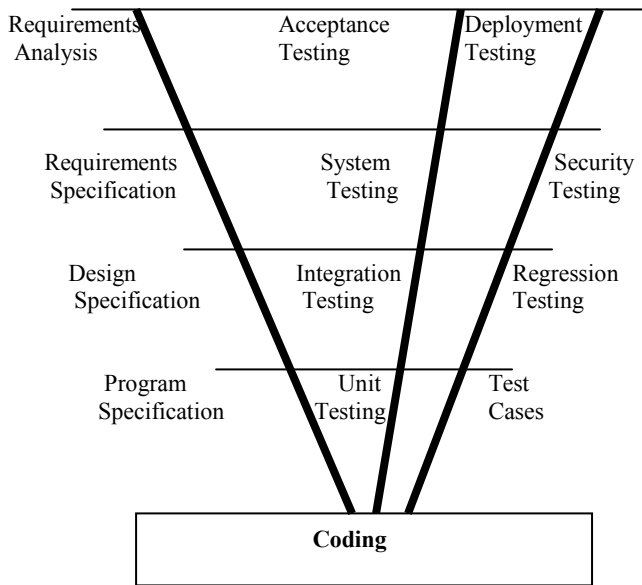 Requirements Analysis
Acceptance Testing
Deployment Testing
Requirements Specification
System Testing
Security Testing
Design Specification
Integration Testing
Regression Testing
Program Specification
Unit Testing
Test Cases
Coding